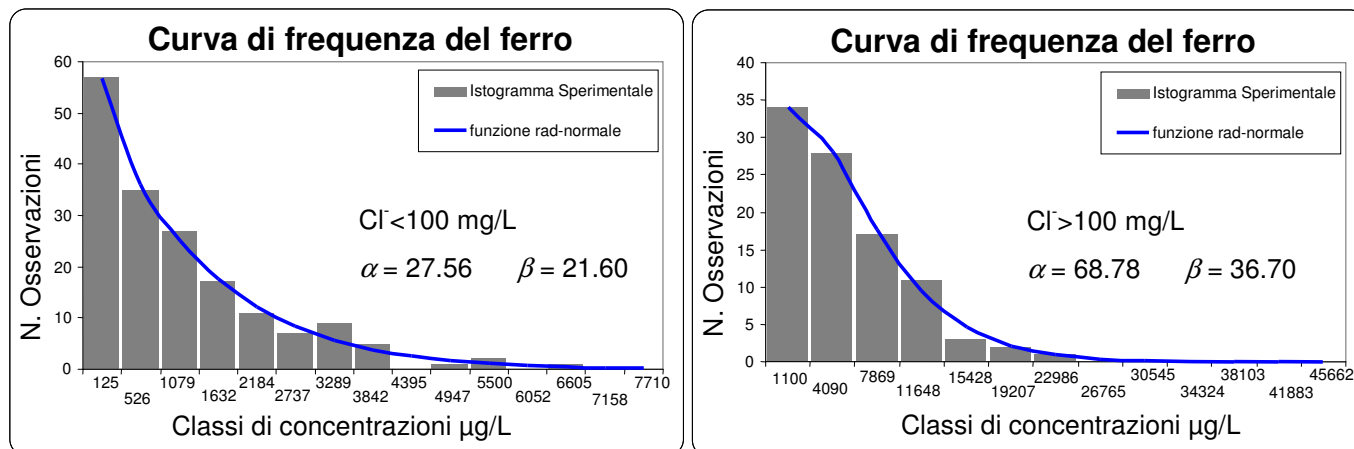 Curva di frequenza del ferro
60
50
40
30
20
10
0
N. Osservazioni
Istogramma Sperimentale
funzione rad-normale
Cl⁻<100 mg/L
α = 27.56 β = 21.60
125 1079 2184 3289 4395 5500 6605 7710
526 1632 2737 3842 4947 6052 7158
Classi di concentrazioni µg/L
Curva di frequenza del ferro
40
35
30
25
20
15
10
5
0
N. Osservazioni
Istogramma Sperimentale
funzione rad-normale
Cl⁻>100 mg/L
α = 68.78 β = 36.70
1100 7869 15428 22986 30545 38103 45662
4090 11648 19207 26765 34324 41883
Classi di concentrazioni µg/L